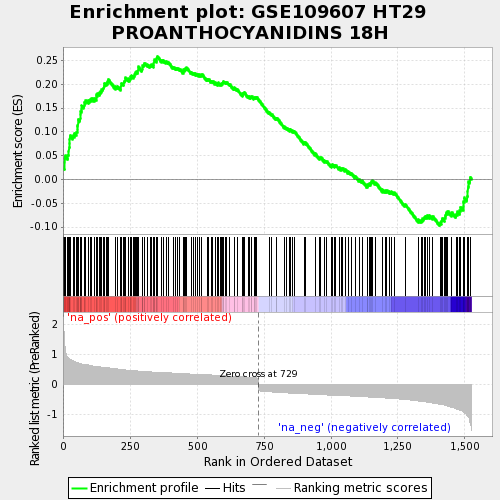 Enrichment plot: GSE109607 HT29
PROANTHOCYANIDINS 18H
Enrichment score (ES)
0.25
0.20
0.15
0.10
0.05
0.00
-0.05
-0.10
'na_pos' (positively correlated)
Ranked list metric (PreRanked)
2
1
0
-1
Zero cross at 729
'na_neg' (negatively correlated)
0
250
500
750
1,000
1,250
1,500
Rank in Ordered Dataset
Enrichment profile
Hits
Ranking metric scores